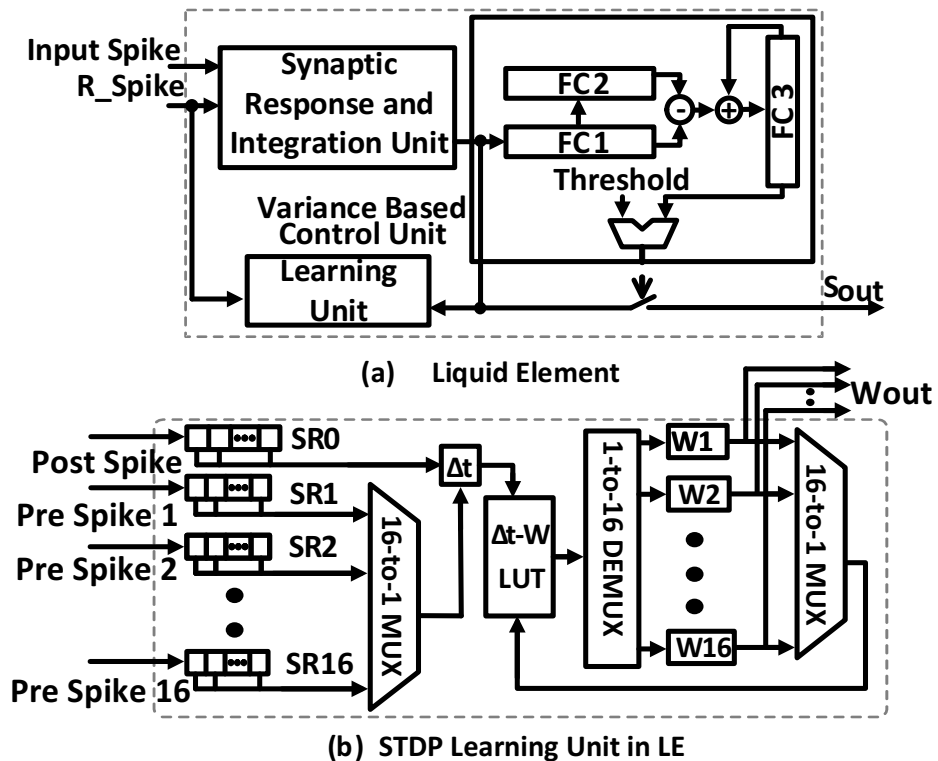 Input Spike
R_Spike
Synaptic
Response and
Integration Unit
FC2
FC1
-
+
FC 3
Threshold
Variance Based
Control Unit
Learning
Unit
Sout
(a) Liquid Element
Wout
Post Spike
SR0
Δt
Pre Spike 1
SR1
Pre Spike 2
SR2
Pre Spike 16
SR16
16-to-1 MUX
Δt-W
LUT
1-to-16 DEMUX
W1
W2
W16
16-to-1 MUX
(b) STDP Learning Unit in LE